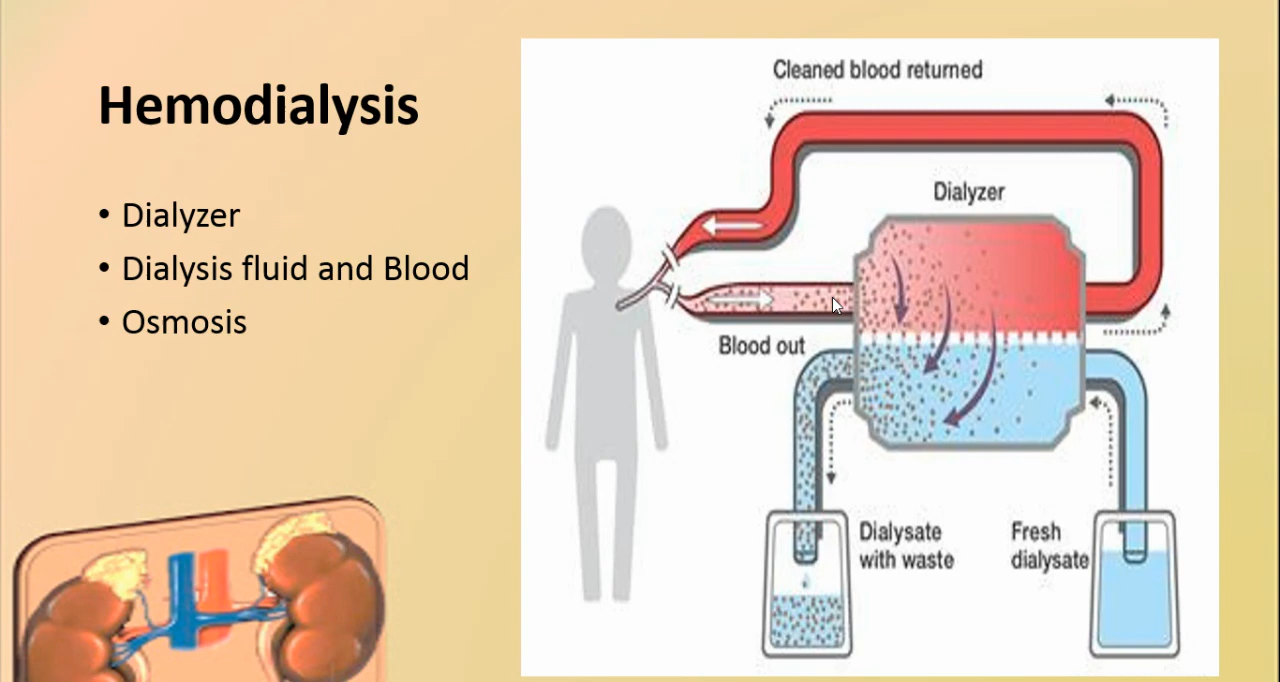 Hemodialysis
• Dialyzer
• Dialysis fluid and Blood
• Osmosis
Cleaned blood returned
Dialyzer
Blood out
Dialysate
with waste
Fresh
dialysate